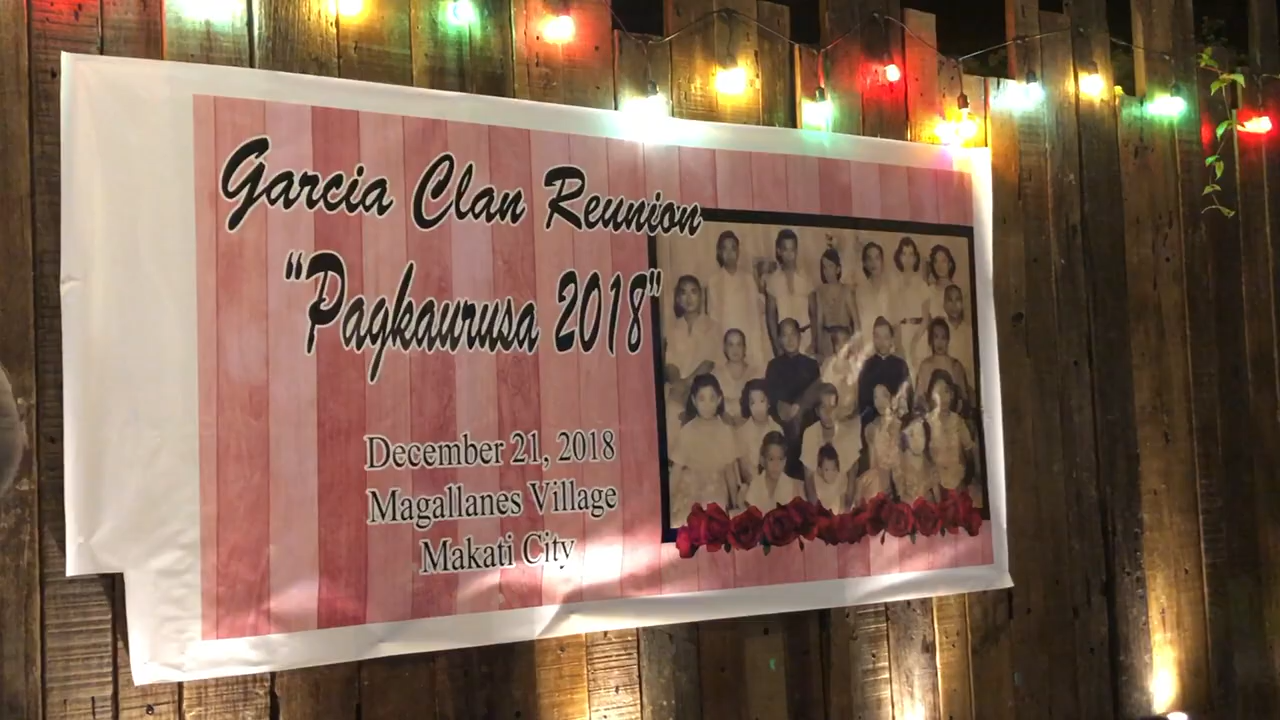 Garcia Clan Reunion
"Pagkaurusa 2018"
December 21, 2018
Magallanes Village
Makati City